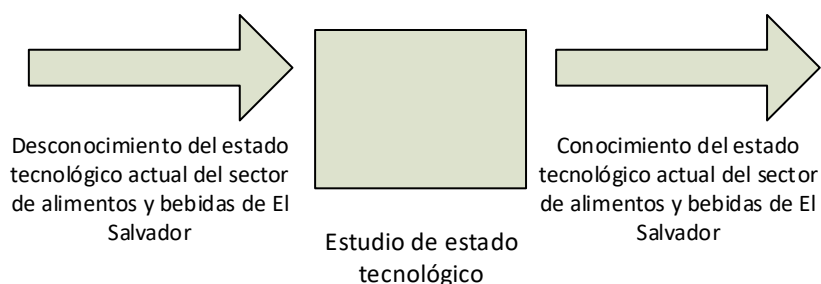 Desconocimiento del estado
tecnológico actual del sector
de alimentos y bebidas de El
Salvador
Estudio de estado
tecnológico
Conocimiento del estado
tecnológico actual del sector
de alimentos y bebidas de El
Salvador